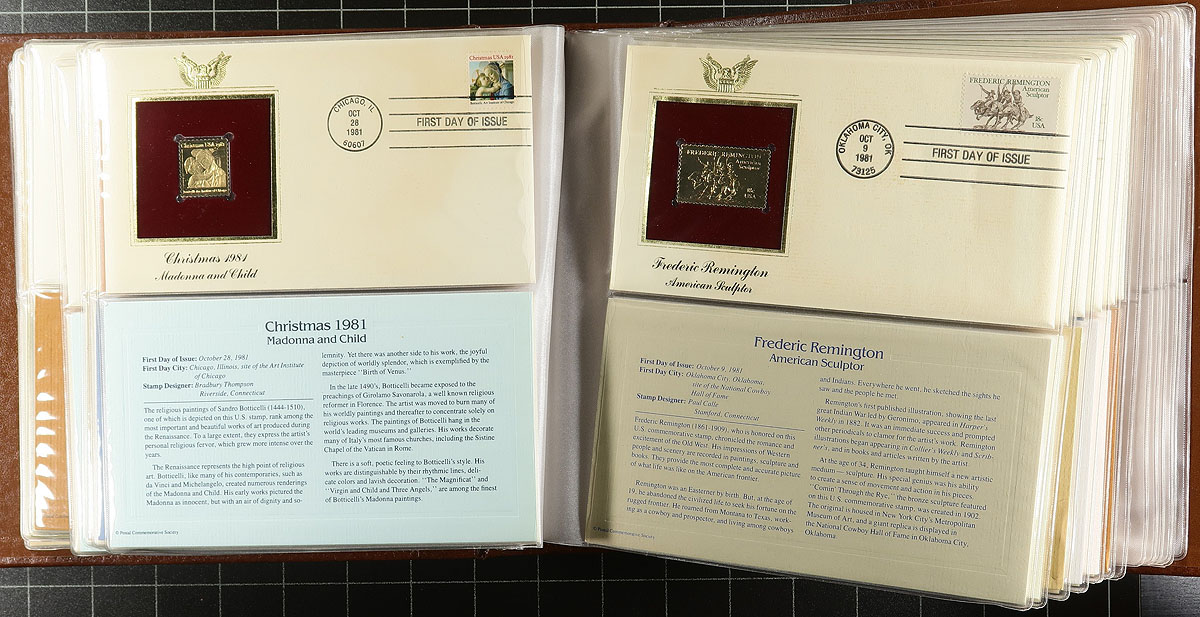 Christmas USA 1981
Botticelli: Art Institute of Chicago
CHICAGO, IL
OCT
28
1981
60607
FIRST DAY OF ISSUE
Christmas USA 1981
Botticelli: Art Institute of Chicago
Christmas 1981
Madonna and Child
Christmas 1981
Madonna and Child
First Day of Issue: October 28, 1981
First Day City: Chicago, Illinois, site of the Art Institute
of Chicago
Stamp Designer: Bradbury Thompson
Riverside, Connecticut
The religious paintings of Sandro Botticelli (1444-1510),
one of which is depicted on this U.S. stamp, rank among the
most important and beautiful works of art produced during
the Renaissance. To a large extent, they express the artist's
personal religious fervor, which grew more intense over the
years.
The Renaissance represents the high point of religious
art. Botticelli, like many of his contemporaries, such as
da Vinci and Michelangelo, created numerous renderings
of the Madonna and Child. His early works pictured the
Madonna as innocent, but with an air of dignity and so-
lemnity. Yet there was another side to his work, the joyful
depiction of worldly splendor, which is exemplified by the
masterpiece "Birth of Venus."
In the late 1490's, Botticelli became exposed to the
preachings of Girolamo Savonarola, a well known religious
reformer in Florence. The artist was moved to burn many of
his worldly paintings and thereafter to concentrate solely on
religious works. The paintings of Botticelli hang in the
world's leading museums and galleries. His works decorate
many of Italy's most famous churches, including the Sistine
Chapel of the Vatican in Rome.
There is a soft, poetic feeling to Botticelli's style. His
works are distinguishable by their rhythmic lines, deli-
cate colors and lavish decoration. "The Magnificat" and
"Virgin and Child and Three Angels," are among the finest
of Botticelli's Madonna paintings.
© Postal Commemorative Society
FREDERIC REMINGTON
American
Sculptor
18c
USA
OKLAHOMA CITY, OK
OCT
9
1981
73125
FIRST DAY OF ISSUE
FREDERIC REMINGTON
American
Sculptor
18c
USA
Frederic Remington
American Sculptor
Frederic Remington
American Sculptor
First Day of Issue: October 9, 1981
First Day City: Oklahoma City, Oklahoma,
site of the National Cowboy
Hall of Fame
Stamp Designer: Paul Calle
Stamford, Connecticut
Frederic Remington (1861-1909), who is honored on this
U.S. commemorative stamp, chronicled the romance and
excitement of the Old West. His impressions of Western
people and scenery are recorded in paintings, sculpture and
books. They provide the most complete and accurate picture
of what life was like on the American frontier.
Remington was an Easterner by birth. But, at the age of
19, he abandoned the civilized life to seek his fortune on the
rugged frontier. He roamed from Montana to Texas, work-
ing as a cowboy and prospector, and living among cowboys
and Indians. Everywhere he went, he sketched the sights he
saw and the people he met.
Remington's first published illustration, showing the last
great Indian War led by Geronimo, appeared in Harper's
Weekly in 1882. It was an immediate success and prompted
other periodicals to clamor for the artist's work. Remington
illustrations began appearing in Collier's Weekly and Scrib-
ner's, and in books and articles written by the artist.
At the age of 34, Remington taught himself a new artistic
medium — sculpture. His special genius was his ability
to create a sense of movement and action in his pieces.
"Comin' Through the Rye," the bronze sculpture featured
on this U.S. commemorative stamp, was created in 1902.
The original is housed in New York City's Metropolitan
Museum of Art, and a giant replica is displayed in
the National Cowboy Hall of Fame in Oklahoma City,
Oklahoma.
© Postal Commemorative Society